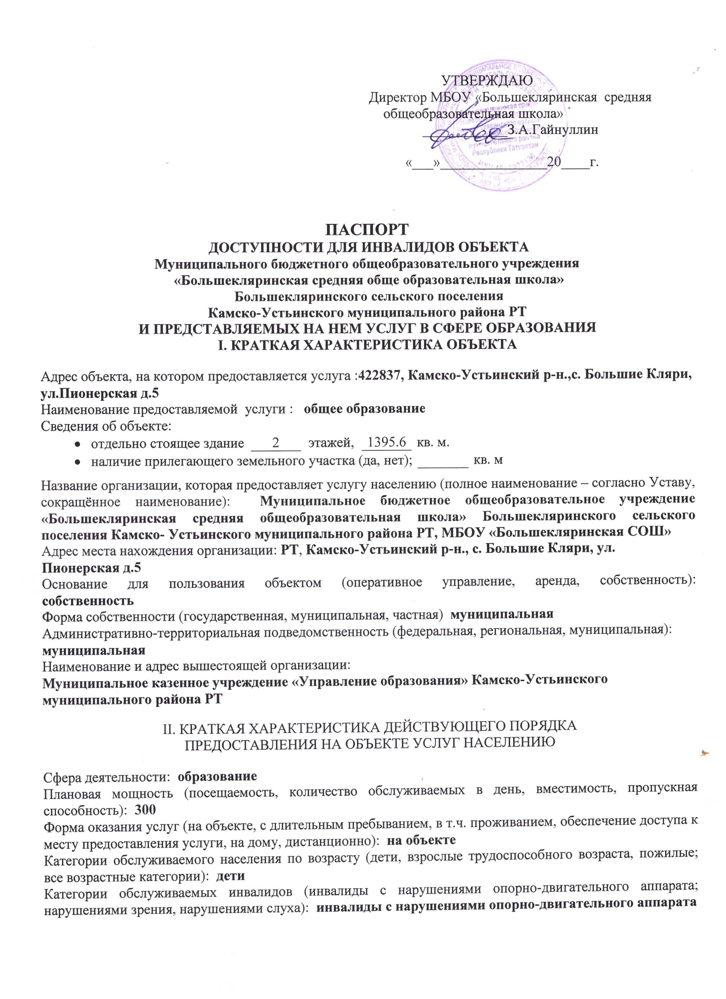 УТВЕРЖДАЮ
Директор МБОУ «Большекляринская средняя
общеобразовательная школа»
____________З.А.Гайнуллин
«___»_______________20____г.
ПАСПОРТ
ДОСТУПНОСТИ ДЛЯ ИНВАЛИДОВ ОБЪЕКТА
Муниципального бюджетного общеобразовательного учреждения
«Большекляринская средняя обще образовательная школа»
Большекляринского сельского поселения
Камско-Устьинского муниципального района РТ
И ПРЕДСТАВЛЯЕМЫХ НА НЕМ УСЛУГ В СФЕРЕ ОБРАЗОВАНИЯ
I. КРАТКАЯ ХАРАКТЕРИСТИКА ОБЪЕКТА
Адрес объекта, на котором предоставляется услуга :422837, Камско-Устьинский р-н.,с. Большие Кляри,
ул.Пионерская д.5
Наименование предоставляемой услуги : общее образование
Сведения об объекте:
• отдельно стоящее здание 2 этажей, 1395.6 кв. м.
• наличие прилегающего земельного участка (да, нет); _______ кв. м
Название организации, которая предоставляет услугу населению (полное наименование – согласно Уставу,
сокращённое наименование): Муниципальное бюджетное общеобразовательное учреждение
«Большекляринская средняя общеобразовательная школа» Большекляринского сельского
поселения Камско- Устьинского муниципального района РТ, МБОУ «Большекляринская СОШ»
Адрес места нахождения организации: РТ, Камско-Устьинский р-н., с. Большие Кляри, ул.
Пионерская д.5
Основание для пользования объектом (оперативное управление, аренда, собственность):
собственность
Форма собственности (государственная, муниципальная, частная) муниципальная
Административно-территориальная подведомственность (федеральная, региональная, муниципальная):
муниципальная
Наименование и адрес вышестоящей организации:
Муниципальное казенное учреждение «Управление образования» Камско-Устьинского
муниципального района РТ
II. КРАТКАЯ ХАРАКТЕРИСТИКА ДЕЙСТВУЮЩЕГО ПОРЯДКА
ПРЕДОСТАВЛЕНИЯ НА ОБЪЕКТЕ УСЛУГ НАСЕЛЕНИЮ
Сфера деятельности: образование
Плановая мощность (посещаемость, количество обслуживаемых в день, вместимость, пропускная
способность): 300
Форма оказания услуг (на объекте, с длительным пребыванием, в т.ч. проживанием, обеспечение доступа к
месту предоставления услуги, на дому, дистанционно): на объекте
Категории обслуживаемого населения по возрасту (дети, взрослые трудоспособного возраста, пожилые;
все возрастные категории): дети
Категории обслуживаемых инвалидов (инвалиды с нарушениями опорно-двигательного аппарата;
нарушениями зрения, нарушениями слуха): инвалиды с нарушениями опорно-двигательного аппарата
муниципального района
Республики Татарстан